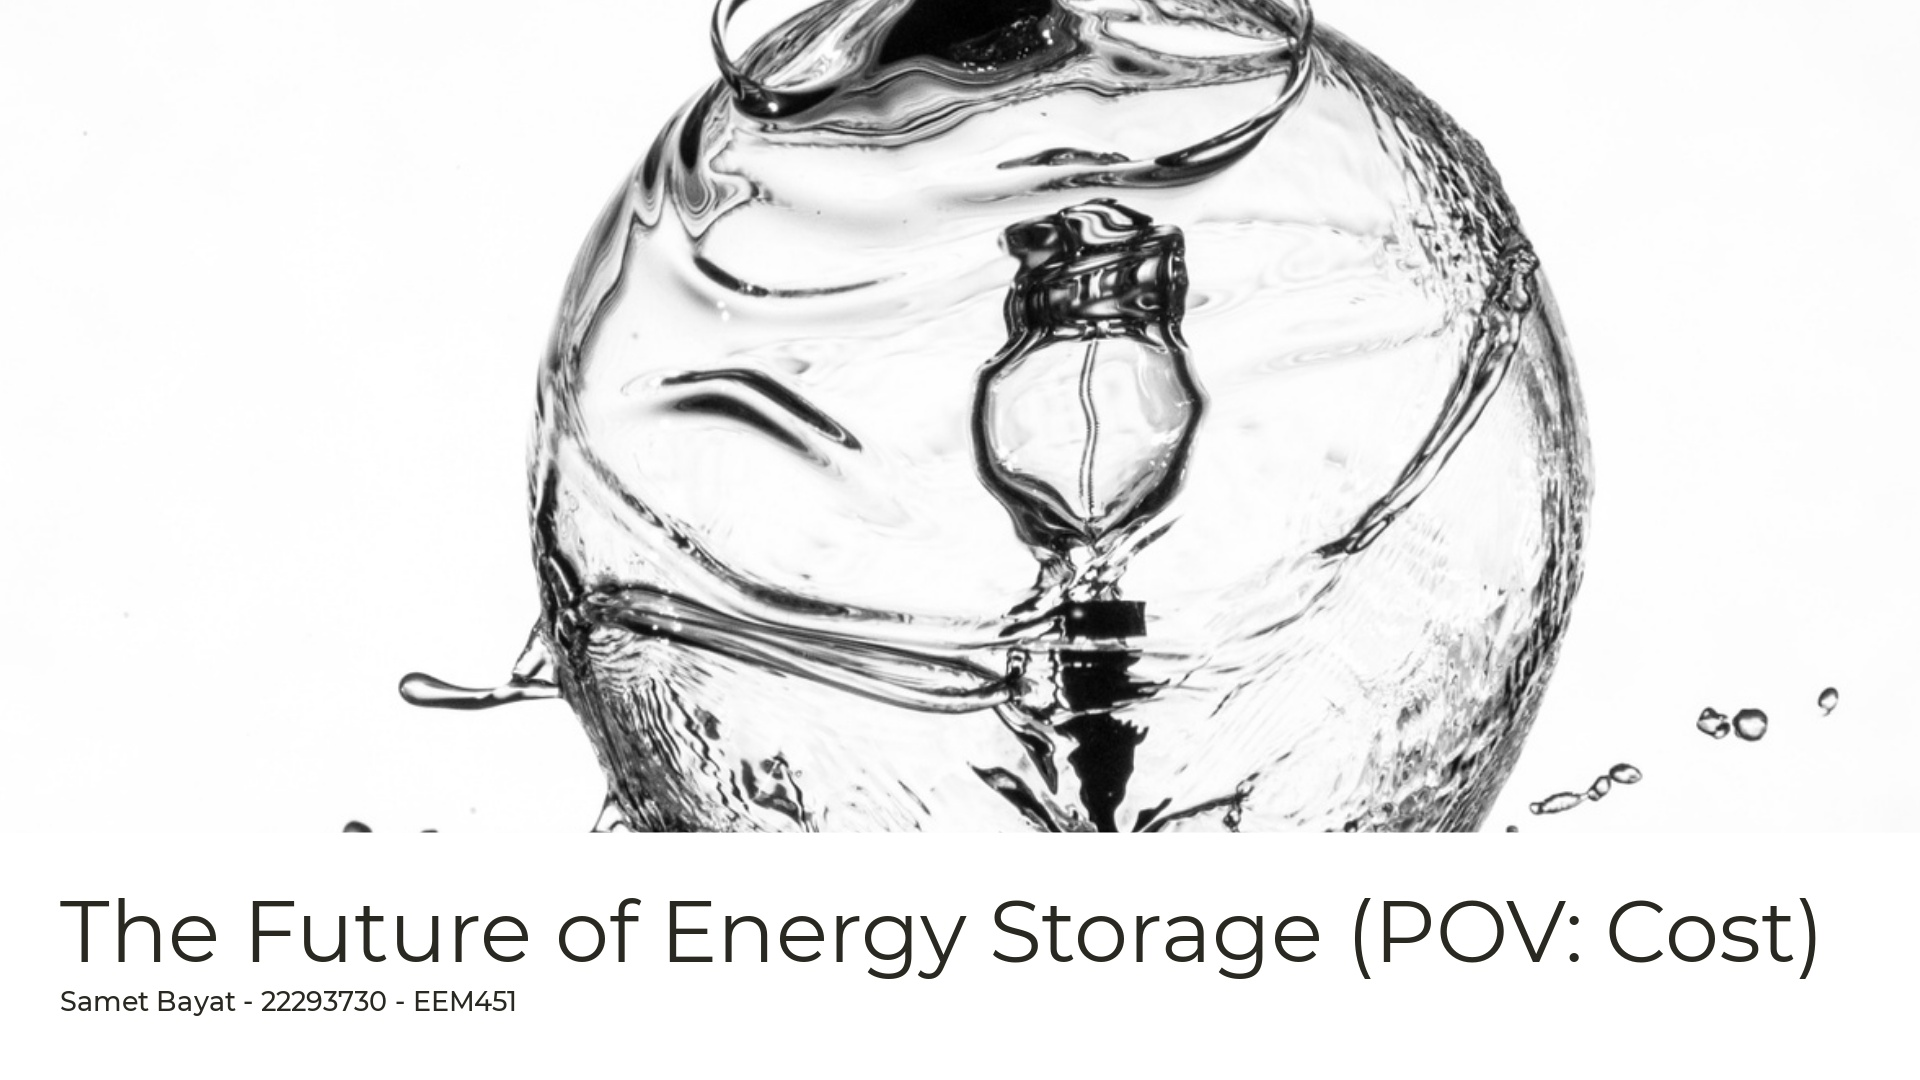 The Future of Energy Storage (POV: Cost)
Samet Bayat - 22293730 - EEM451